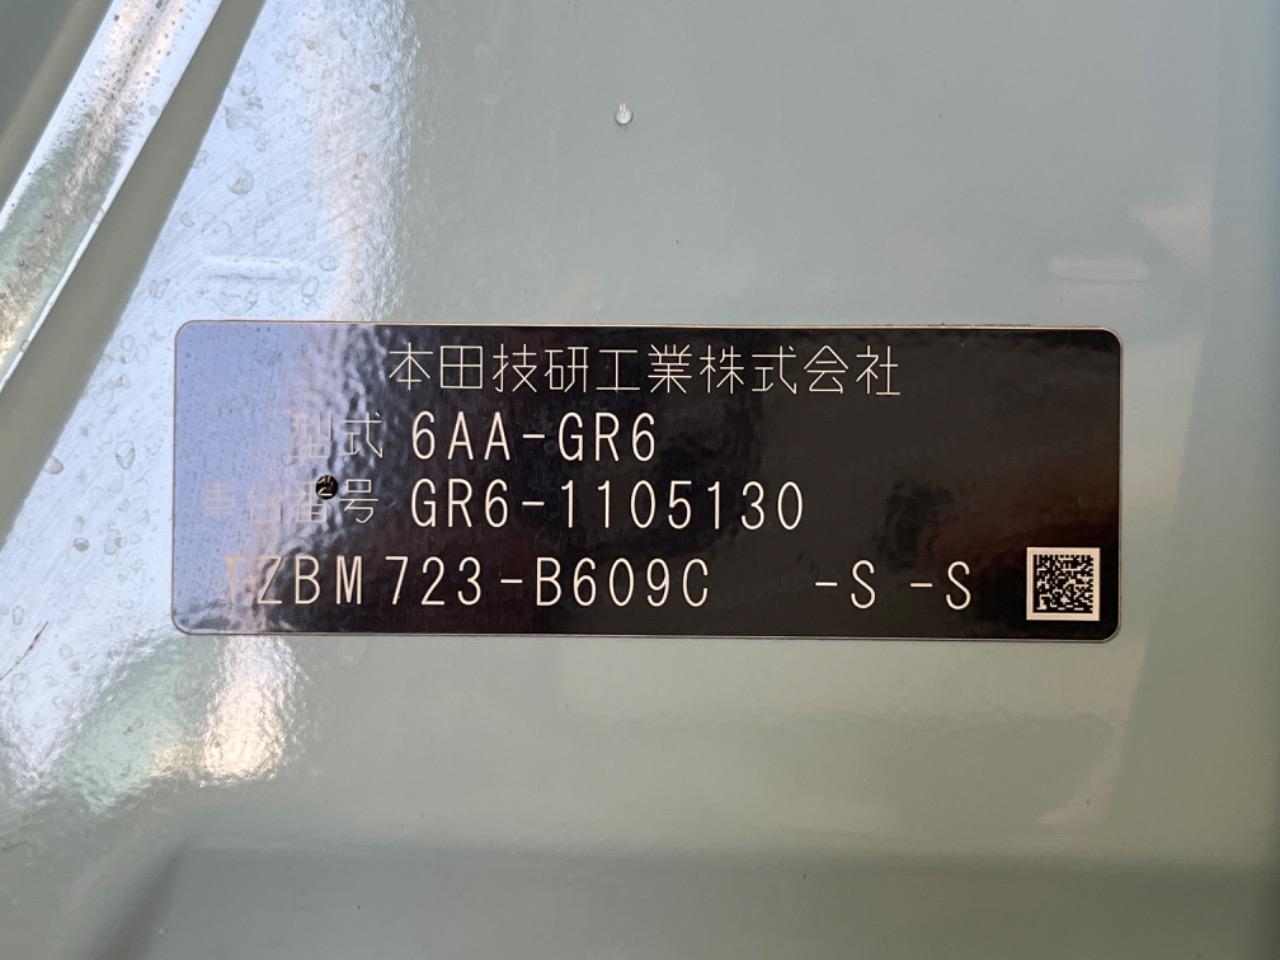 本田技研工業株式会社
型式 6AA-GR6
車台番号 GR6-1105130
TZBM723-B609C -S -S